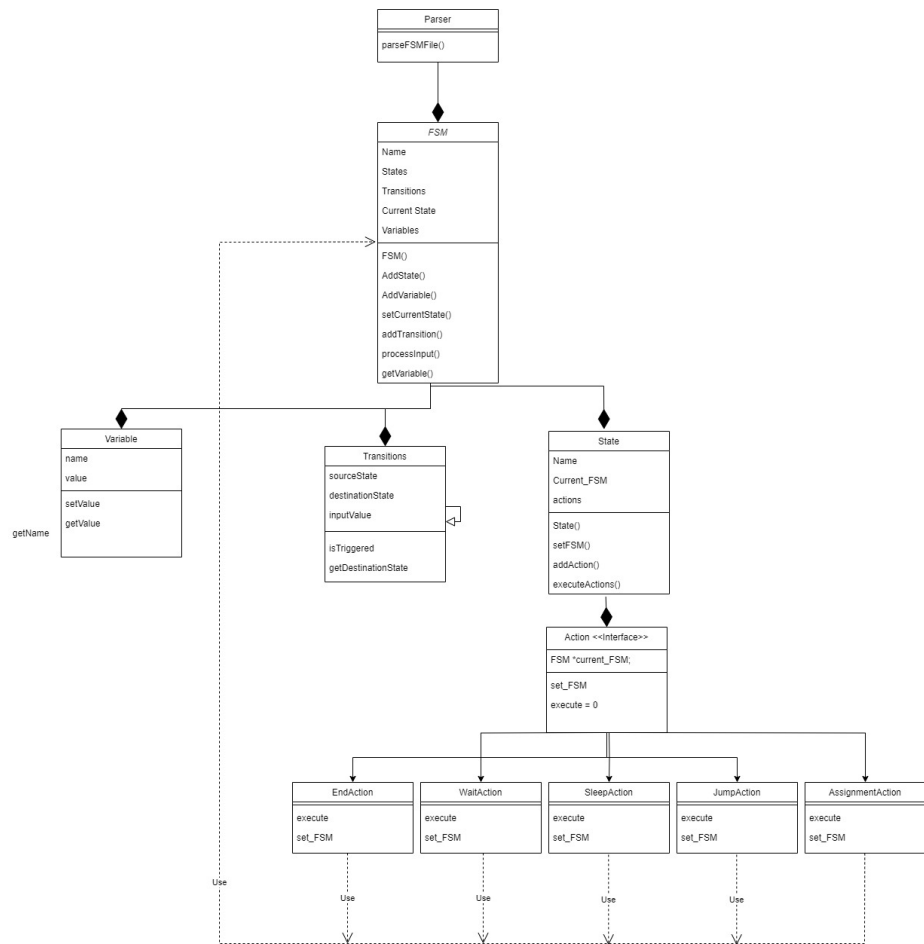 Parser
parseFSMFile()
FSM
Name
States
Transitions
Current State
Variables
FSM()
AddState()
AddVariable()
setCurrentState()
addTransition()
processInput()
getVariable()
Variable
name
value
setValue
getValue
getName
Transitions
sourceState
destinationState
inputValue
isTriggered
getDestinationState
State
Name
Current_FSM
actions
State()
setFSM()
addAction()
executeActions()
Action <<Interface>>
FSM *current_FSM;
set_FSM
execute = 0
EndAction
execute
set_FSM
WaitAction
execute
set_FSM
SleepAction
execute
set_FSM
JumpAction
execute
set_FSM
AssignmentAction
execute
set_FSM
Use
Use
Use
Use
Use